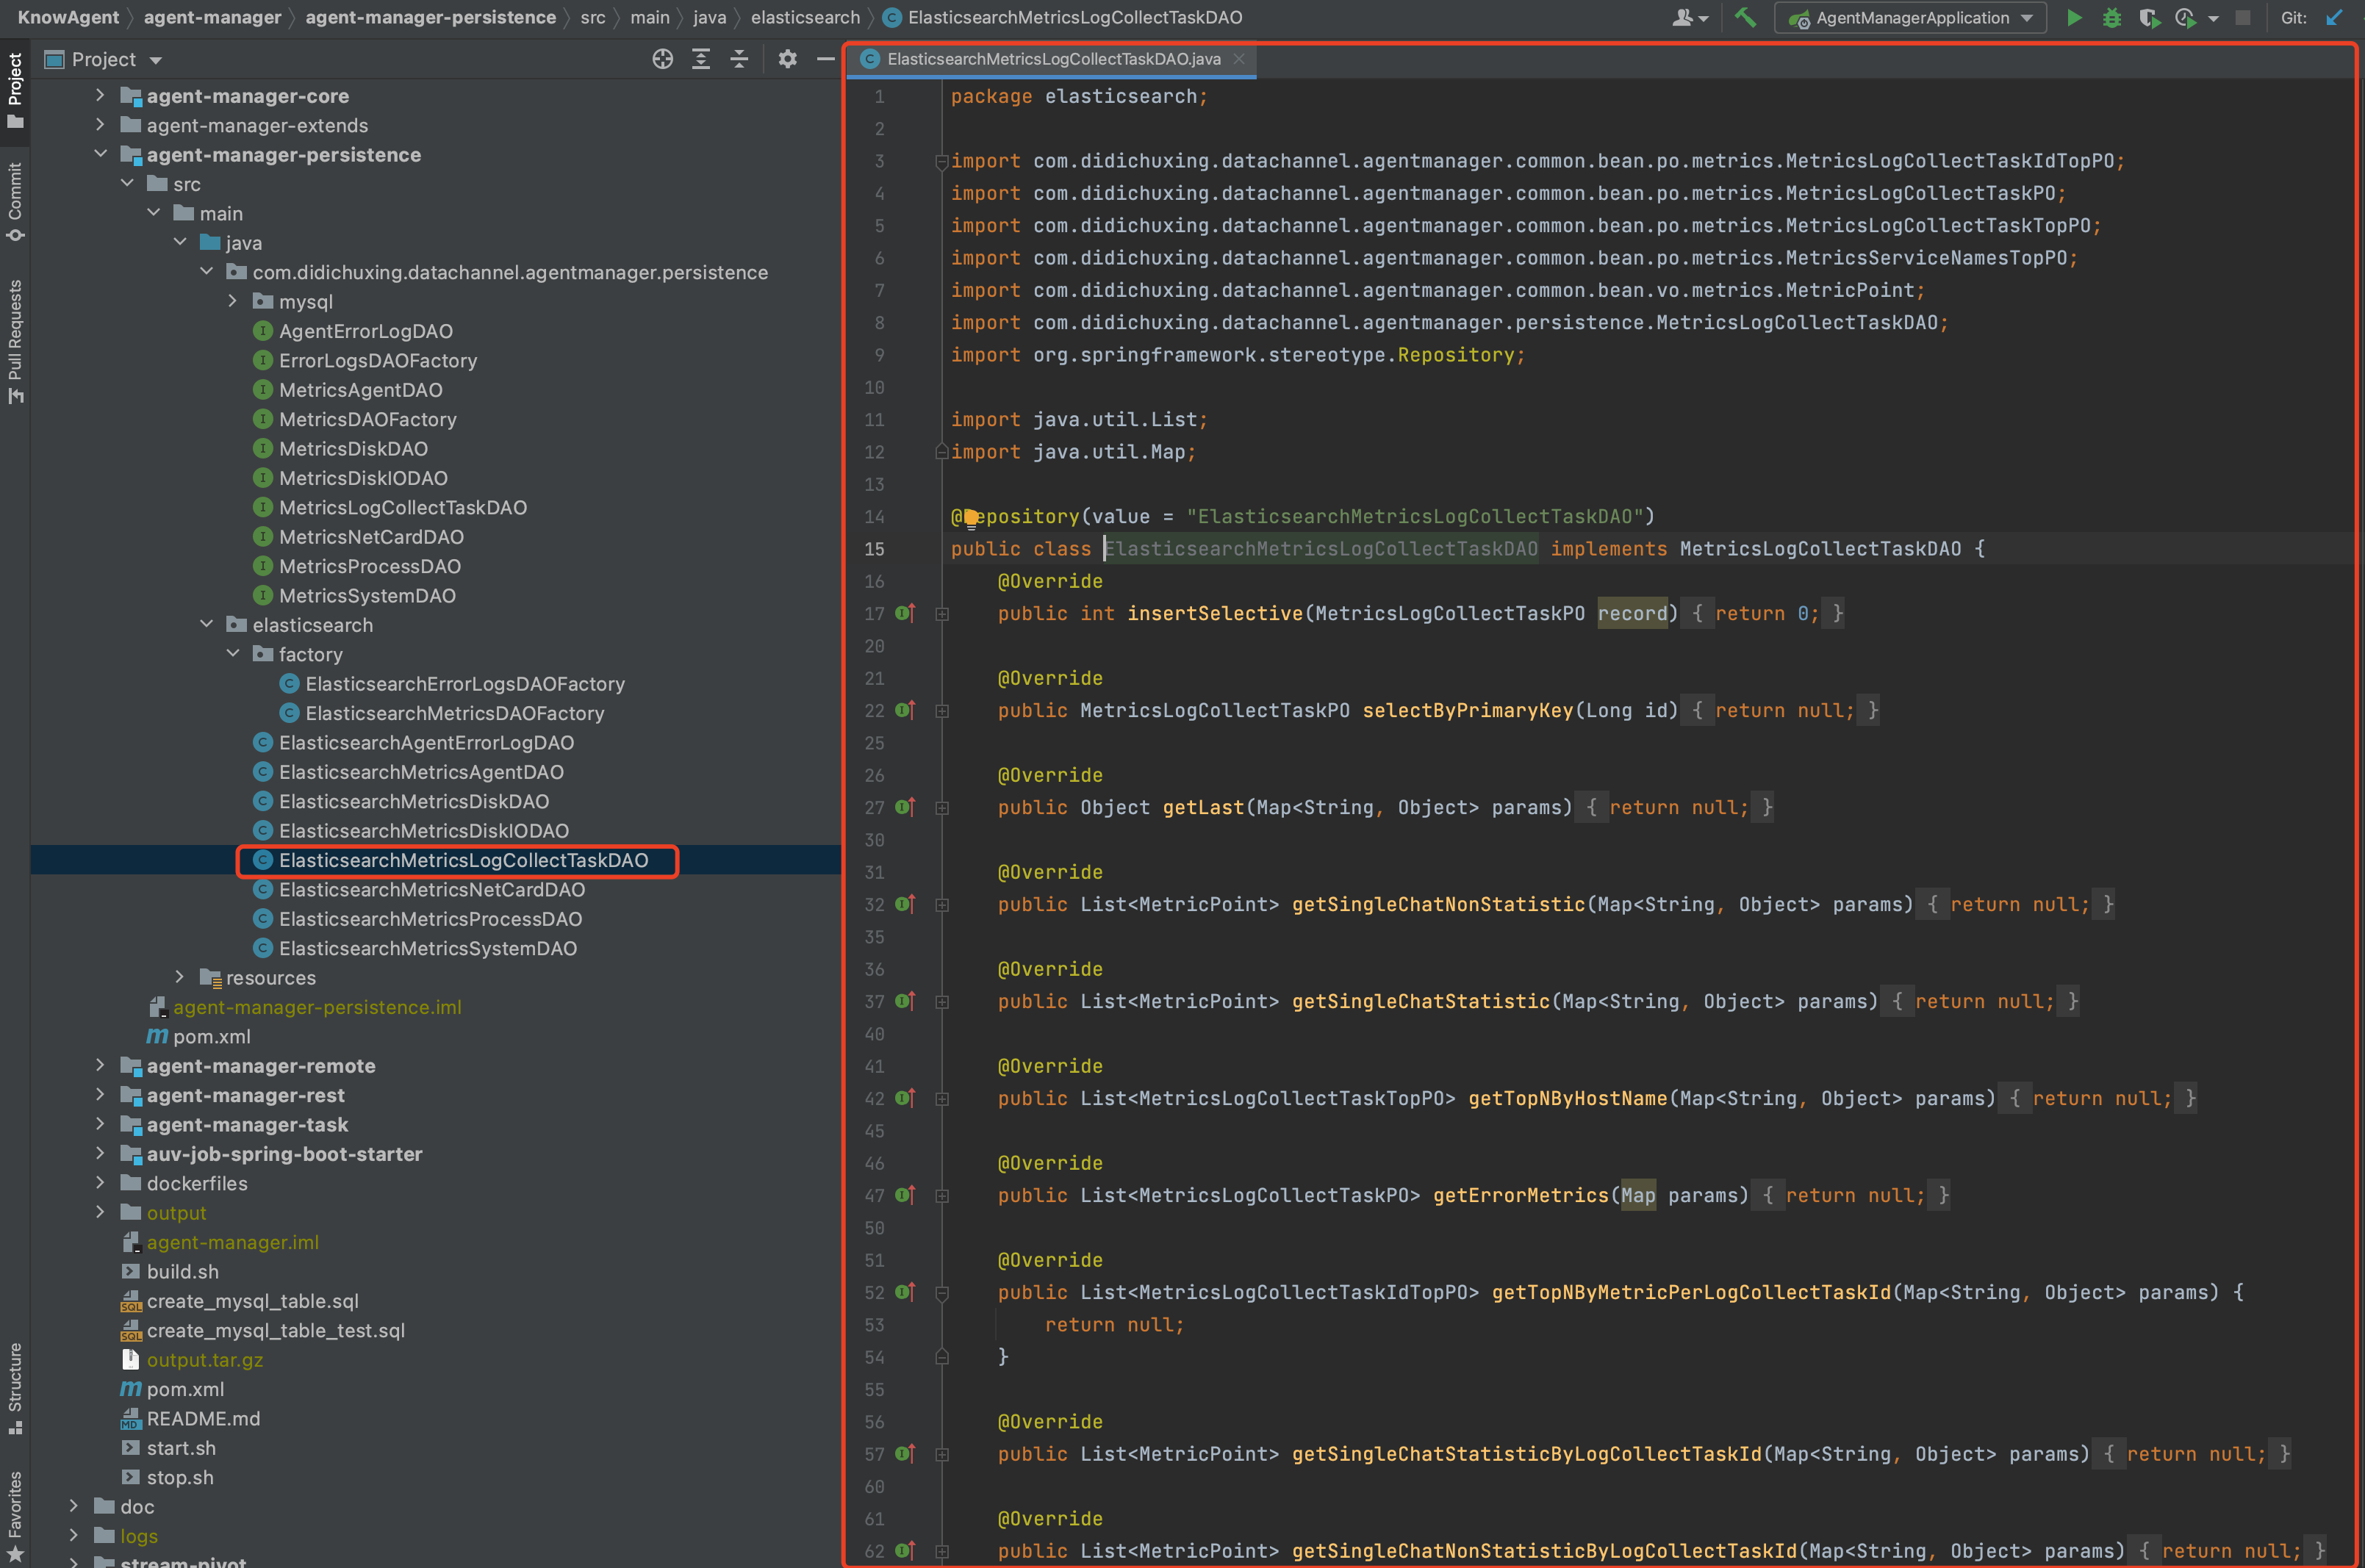 KnowAgent agent-manager agent-manager-persistence src main java elasticsearch ElasticsearchMetricsLogCollectTaskDAO AgentManagerApplication Git:
Project
Commit
Pull Requests
Structure
Favorites
Project
agent-manager-core
agent-manager-extends
agent-manager-persistence
src
main
java
com.didichuxing.datachannel.agentmanager.persistence
mysql
AgentErrorLogDAO
ErrorLogsDAOFactory
MetricsAgentDAO
MetricsDAOFactory
MetricsDiskDAO
MetricsDiskIODAO
MetricsLogCollectTaskDAO
MetricsNetCardDAO
MetricsProcessDAO
MetricsSystemDAO
elasticsearch
factory
ElasticsearchErrorLogsDAOFactory
ElasticsearchMetricsDAOFactory
ElasticsearchAgentErrorLogDAO
ElasticsearchMetricsAgentDAO
ElasticsearchMetricsDiskDAO
ElasticsearchMetricsDiskIODAO
ElasticsearchMetricsLogCollectTaskDAO
ElasticsearchMetricsNetCardDAO
ElasticsearchMetricsProcessDAO
ElasticsearchMetricsSystemDAO
resources
agent-manager-persistence.iml
pom.xml
agent-manager-remote
agent-manager-rest
agent-manager-task
auv-job-spring-boot-starter
dockerfiles
output
agent-manager.iml
build.sh
create_mysql_table.sql
create_mysql_table_test.sql
output.tar.gz
pom.xml
README.md
start.sh
stop.sh
doc
logs
stream-pivot
ElasticsearchMetricsLogCollectTaskDAO.java
1 package elasticsearch;
2
3 import com.didichuxing.datachannel.agentmanager.common.bean.po.metrics.MetricsLogCollectTaskIdTopPO;
4 import com.didichuxing.datachannel.agentmanager.common.bean.po.metrics.MetricsLogCollectTaskPO;
5 import com.didichuxing.datachannel.agentmanager.common.bean.po.metrics.MetricsLogCollectTaskTopPO;
6 import com.didichuxing.datachannel.agentmanager.common.bean.po.metrics.MetricsServiceNamesTopPO;
7 import com.didichuxing.datachannel.agentmanager.common.bean.vo.metrics.MetricPoint;
8 import com.didichuxing.datachannel.agentmanager.persistence.MetricsLogCollectTaskDAO;
9 import org.springframework.stereotype.Repository;
10
11 import java.util.List;
12 import java.util.Map;
13
14 @Repository(value = "ElasticsearchMetricsLogCollectTaskDAO")
15 public class ElasticsearchMetricsLogCollectTaskDAO implements MetricsLogCollectTaskDAO {
16 @Override
17 public int insertSelective(MetricsLogCollectTaskPO record) { return 0; }
20
21 @Override
22 public MetricsLogCollectTaskPO selectByPrimaryKey(Long id) { return null; }
25
26 @Override
27 public Object getLast(Map<String, Object> params) { return null; }
30
31 @Override
32 public List<MetricPoint> getSingleChatNonStatistic(Map<String, Object> params) { return null; }
35
36 @Override
37 public List<MetricPoint> getSingleChatStatistic(Map<String, Object> params) { return null; }
40
41 @Override
42 public List<MetricsLogCollectTaskTopPO> getTopNByHostName(Map<String, Object> params) { return null; }
45
46 @Override
47 public List<MetricsLogCollectTaskPO> getErrorMetrics(Map params) { return null; }
50
51 @Override
52 public List<MetricsLogCollectTaskIdTopPO> getTopNByMetricPerLogCollectTaskId(Map<String, Object> params) {
53 return null;
54 }
55
56 @Override
57 public List<MetricPoint> getSingleChatStatisticByLogCollectTaskId(Map<String, Object> params) { return null; }
60
61 @Override
62 public List<MetricPoint> getSingleChatNonStatisticByLogCollectTaskId(Map<String, Object> params) { return null; }